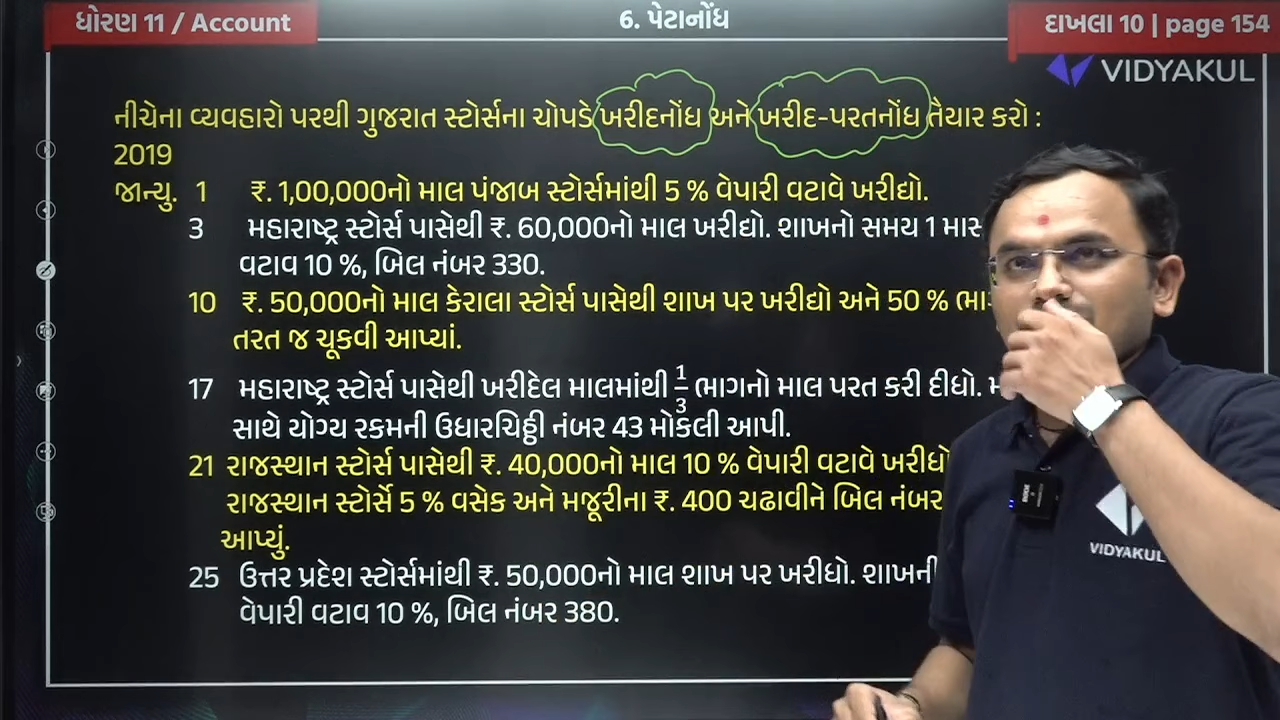 ધોરણ 11 / Account
6. પેટાનોંધ
દાખલા 10 | page 154
VIDYAKUL
નીચેના વ્યવહારો પરથી ગુજરાત સ્ટોર્સના ચોપડે ખરીદનોંધ અને ખરીદ-પરતનોંધ તૈયાર કરો :
2019
જાન્યુ. 1 ₹. 1,00,000નો માલ પંજાબ સ્ટોર્સમાંથી 5 % વેપારી વટાવે ખરીદ્યો.
3 મહારાષ્ટ્ર સ્ટોર્સ પાસેથી ₹. 60,000નો માલ ખરીદ્યો. શાખનો સમય 1 માસ
વટાવ 10 %, બિલ નંબર 330.
10 ₹. 50,000નો માલ કેરાલા સ્ટોર્સ પાસેથી શાખ પર ખરીદ્યો અને 50 %
તરત જ ચૂકવી આપ્યાં.
17 મહારાષ્ટ્ર સ્ટોર્સ પાસેથી ખરીદેલ માલમાંથી 1/3 ભાગનો માલ પરત કરી દીધો.
સાથે યોગ્ય રકમની ઉધારચિઠ્ઠી નંબર 43 મોકલી આપી.
21 રાજસ્થાન સ્ટોર્સ પાસેથી ₹. 40,000નો માલ 10 % વેપારી વટાવે ખરીદ્યો
રાજસ્થાન સ્ટોર્સે 5 % વસેક અને મજૂરીના ₹. 400 ચઢાવીને બિલ નંબર
આપ્યું.
25 ઉત્તર પ્રદેશ સ્ટોર્સમાંથી ₹. 50,000નો માલ શાખ પર ખરીદ્યો. શાખની
વેપારી વટાવ 10 %, બિલ નંબર 380.
VIDYAKUL